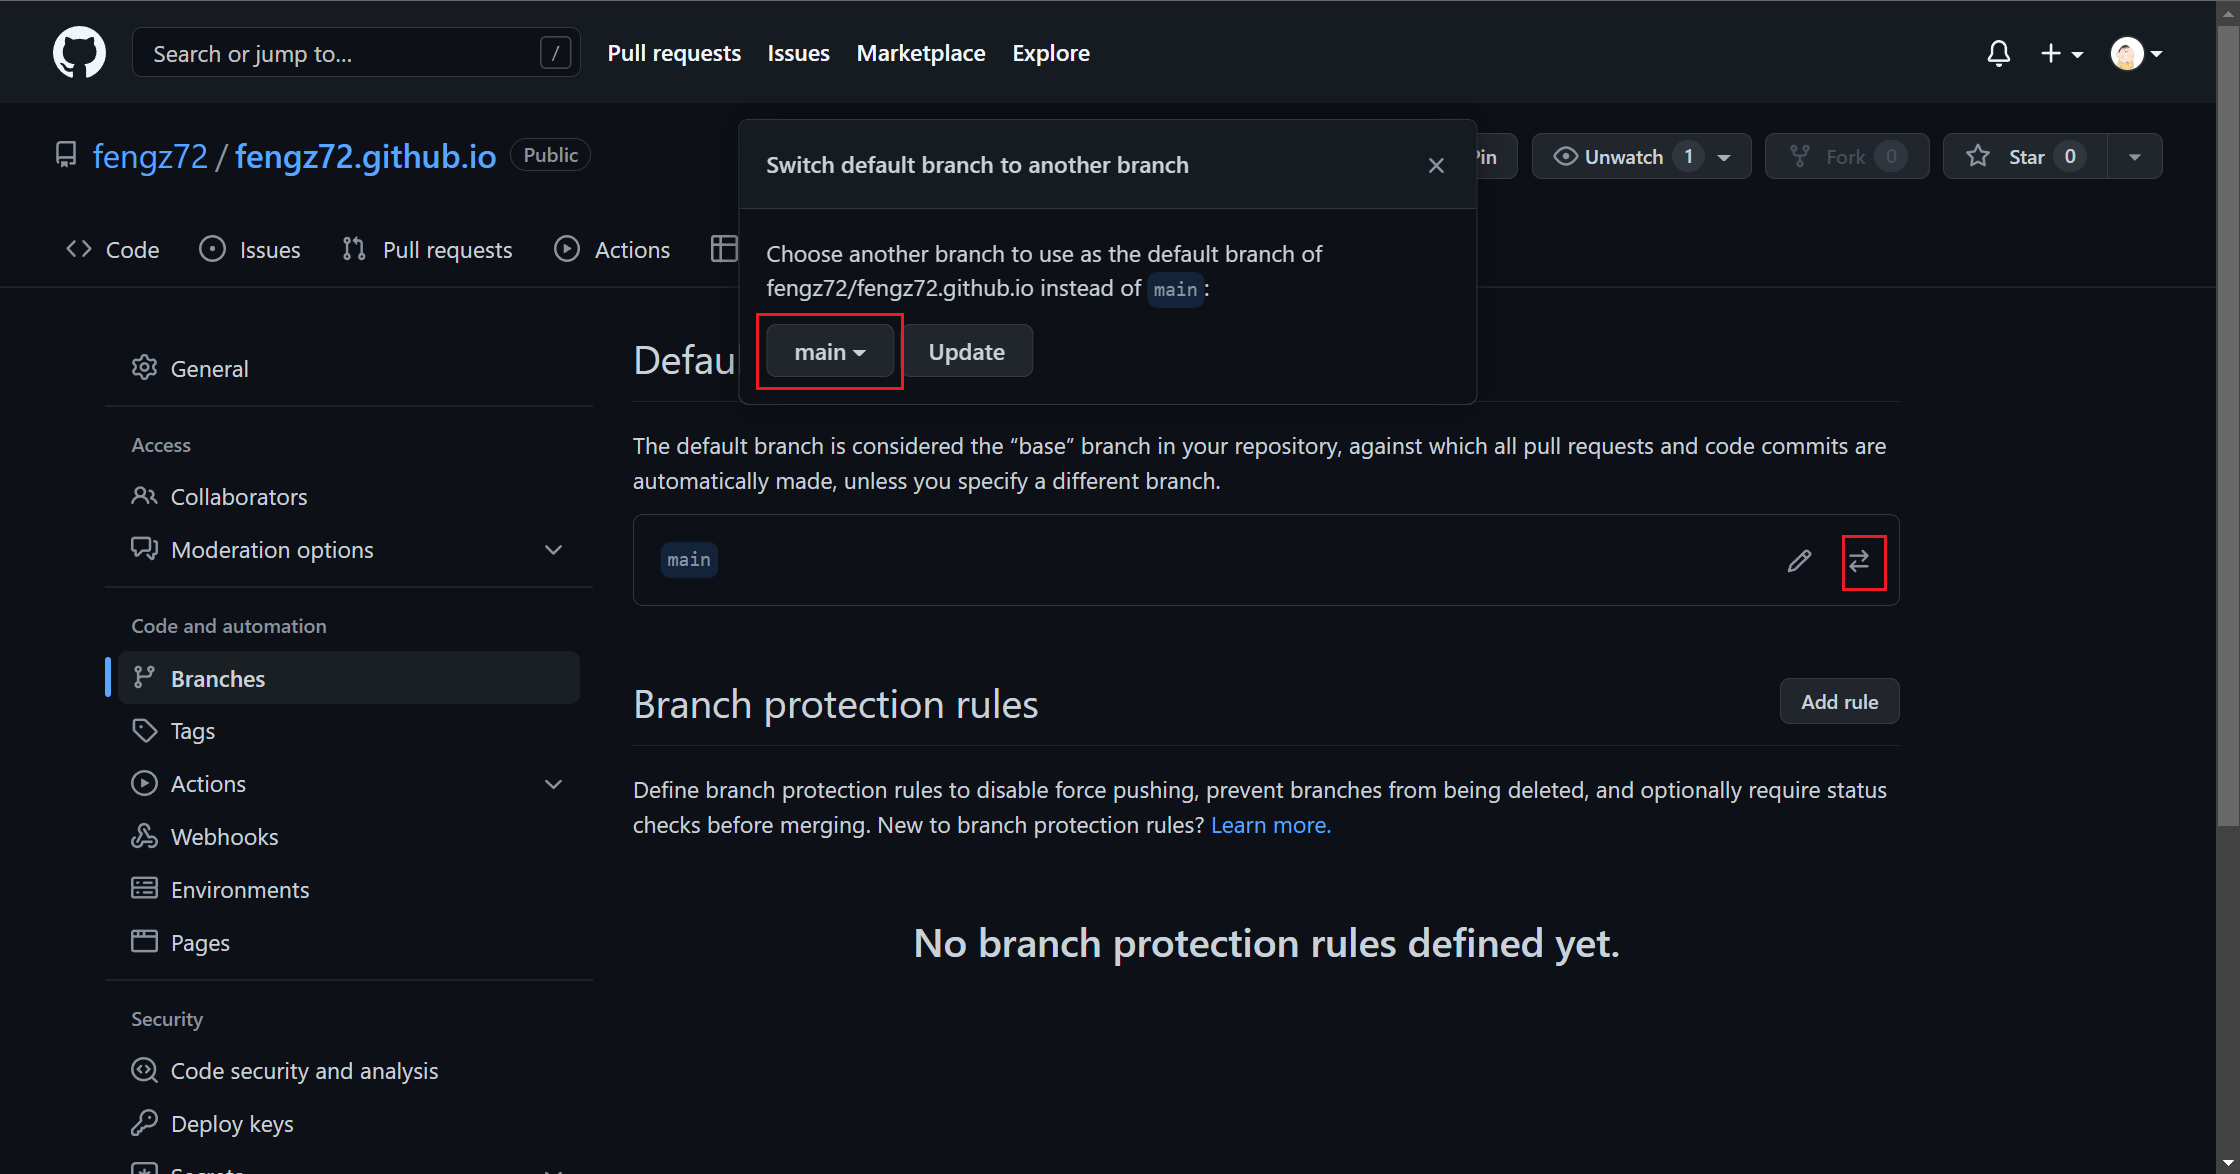 Search or jump to...
/
Pull requests
Issues
Marketplace
Explore
fengz72 / fengz72.github.io
Public
Unwatch 1
Fork 0
Star 0
Code
Issues
Pull requests
Actions
Switch default branch to another branch
Choose another branch to use as the default branch of
fengz72/fengz72.github.io instead of main :
main
Update
General
Access
Collaborators
Moderation options
Code and automation
Branches
Tags
Actions
Webhooks
Environments
Pages
Security
Code security and analysis
Deploy keys
The default branch is considered the “base” branch in your repository, against which all pull requests and code commits are
automatically made, unless you specify a different branch.
main
Branch protection rules
Add rule
Define branch protection rules to disable force pushing, prevent branches from being deleted, and optionally require status
checks before merging. New to branch protection rules? Learn more.
No branch protection rules defined yet.